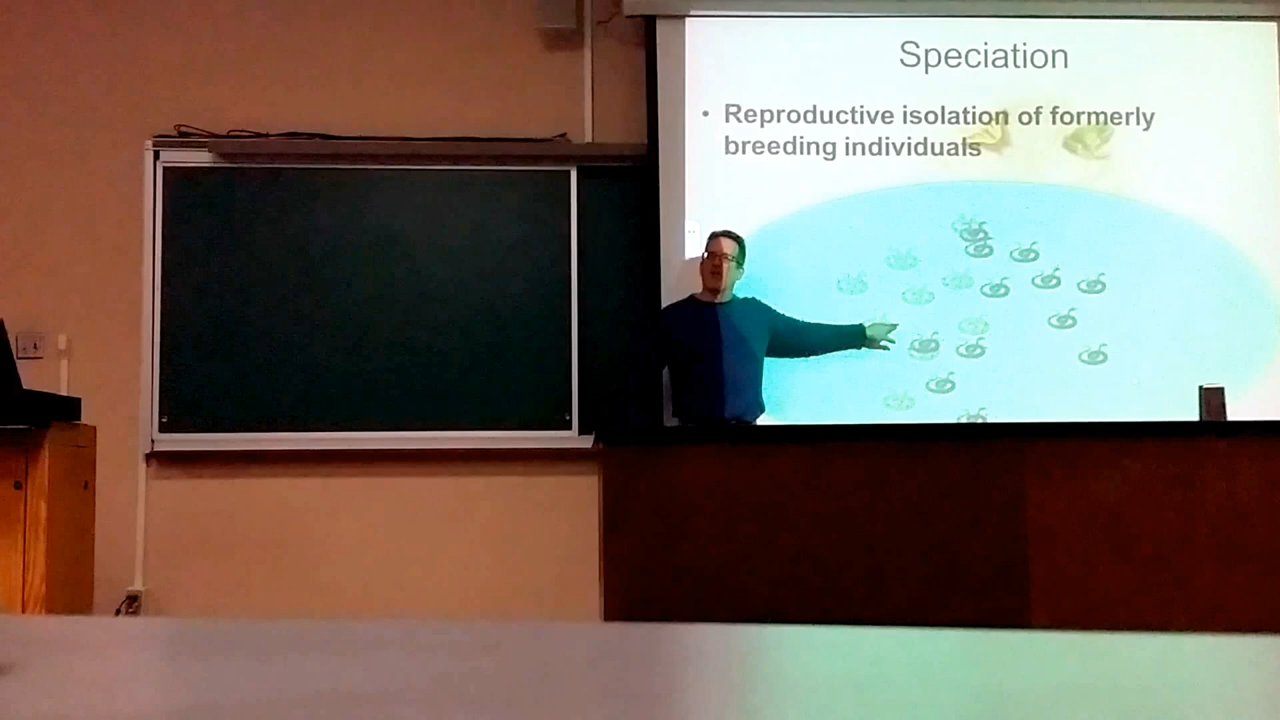 Speciation
• Reproductive isolation of formerly
breeding individuals